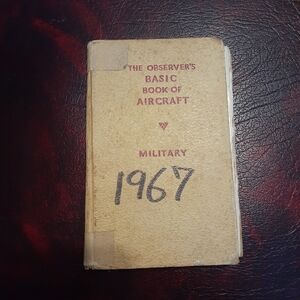 THE OBSERVER'S
BASIC
BOOK OF
AIRCRAFT
MILITARY
1967